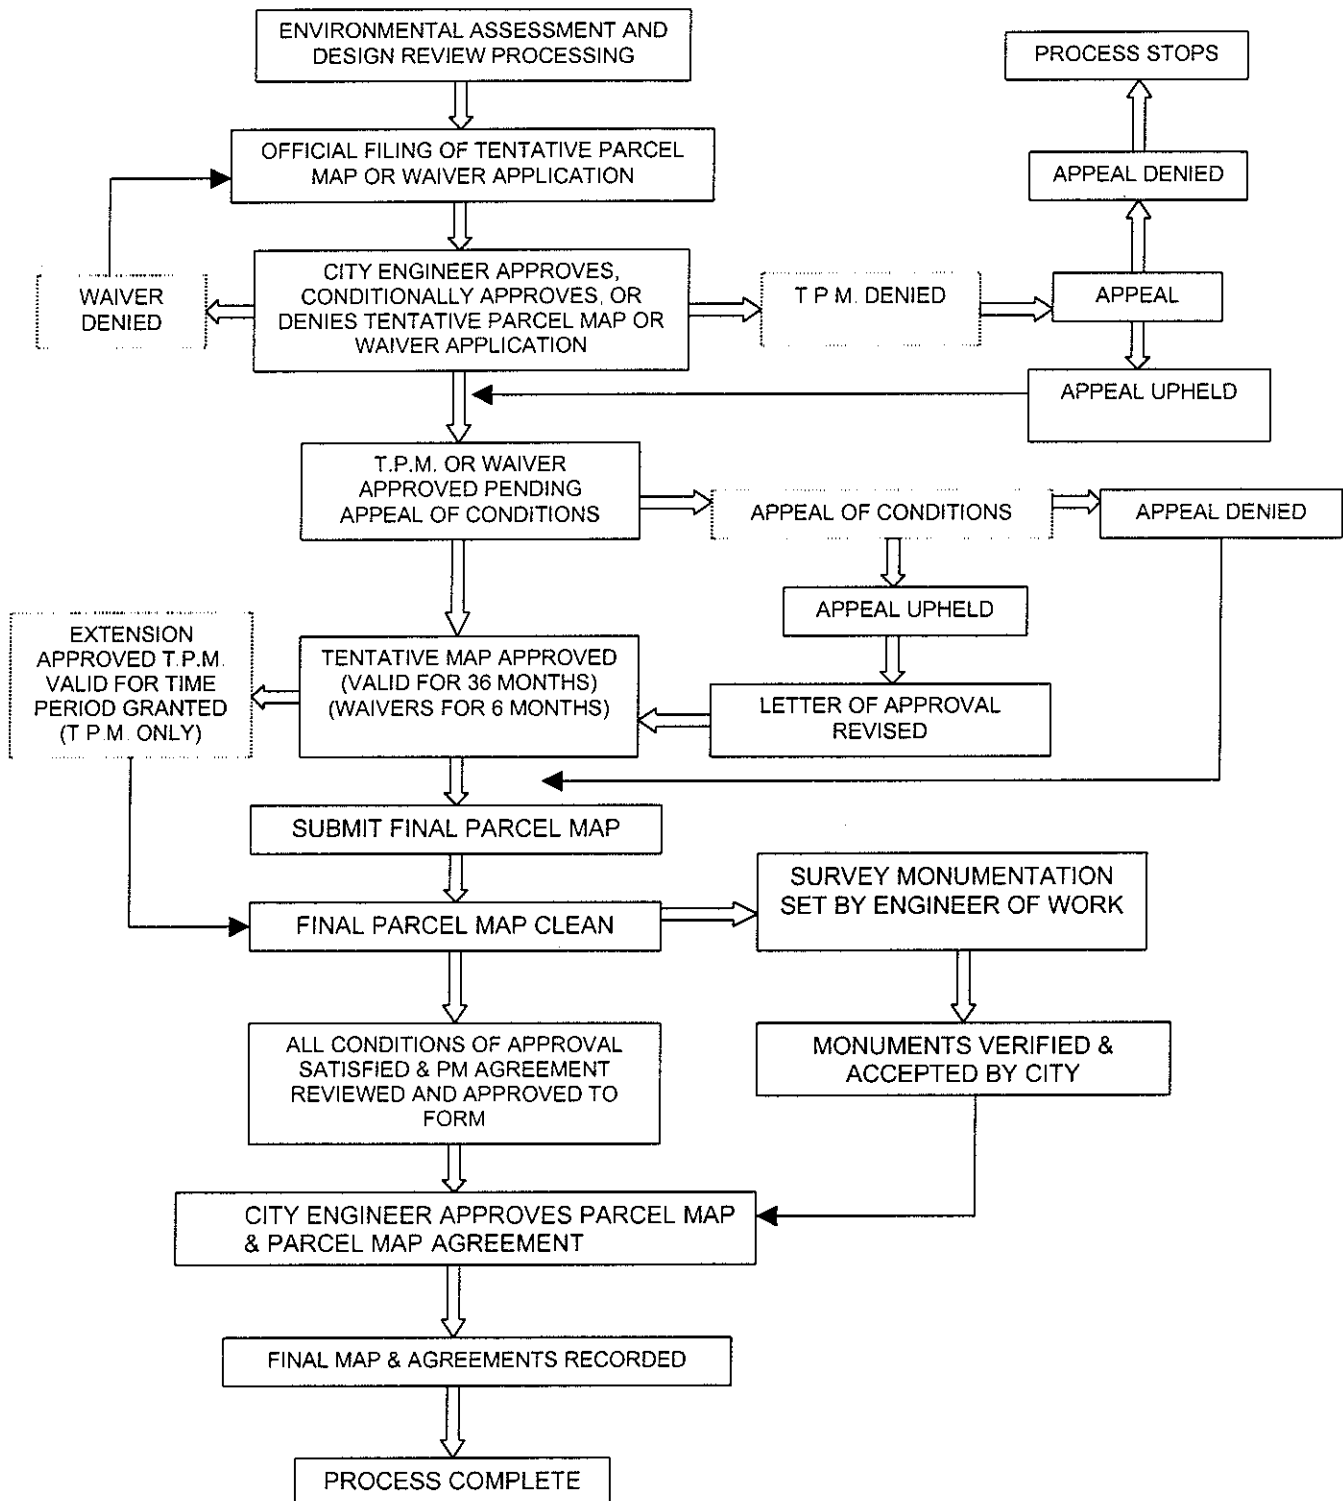 ENVIRONMENTAL ASSESSMENT AND
DESIGN REVIEW PROCESSING
PROCESS STOPS
OFFICIAL FILING OF TENTATIVE PARCEL
MAP OR WAIVER APPLICATION
APPEAL DENIED
CITY ENGINEER APPROVES,
CONDITIONALLY APPROVES, OR
DENIES TENTATIVE PARCEL MAP OR
WAIVER APPLICATION
WAIVER
DENIED
T.P.M. DENIED
APPEAL
APPEAL UPHELD
T.P.M. OR WAIVER
APPROVED PENDING
APPEAL OF CONDITIONS
APPEAL OF CONDITIONS
APPEAL DENIED
APPEAL UPHELD
EXTENSION
APPROVED T.P.M.
VALID FOR TIME
PERIOD GRANTED
(T.P.M. ONLY)
TENTATIVE MAP APPROVED
(VALID FOR 36 MONTHS)
(WAIVERS FOR 6 MONTHS)
LETTER OF APPROVAL
REVISED
SUBMIT FINAL PARCEL MAP
FINAL PARCEL MAP CLEAN
SURVEY MONUMENTATION
SET BY ENGINEER OF WORK
ALL CONDITIONS OF APPROVAL
SATISFIED & PM AGREEMENT
REVIEWED AND APPROVED TO
FORM
MONUMENTS VERIFIED &
ACCEPTED BY CITY
CITY ENGINEER APPROVES PARCEL MAP
& PARCEL MAP AGREEMENT
FINAL MAP & AGREEMENTS RECORDED
PROCESS COMPLETE